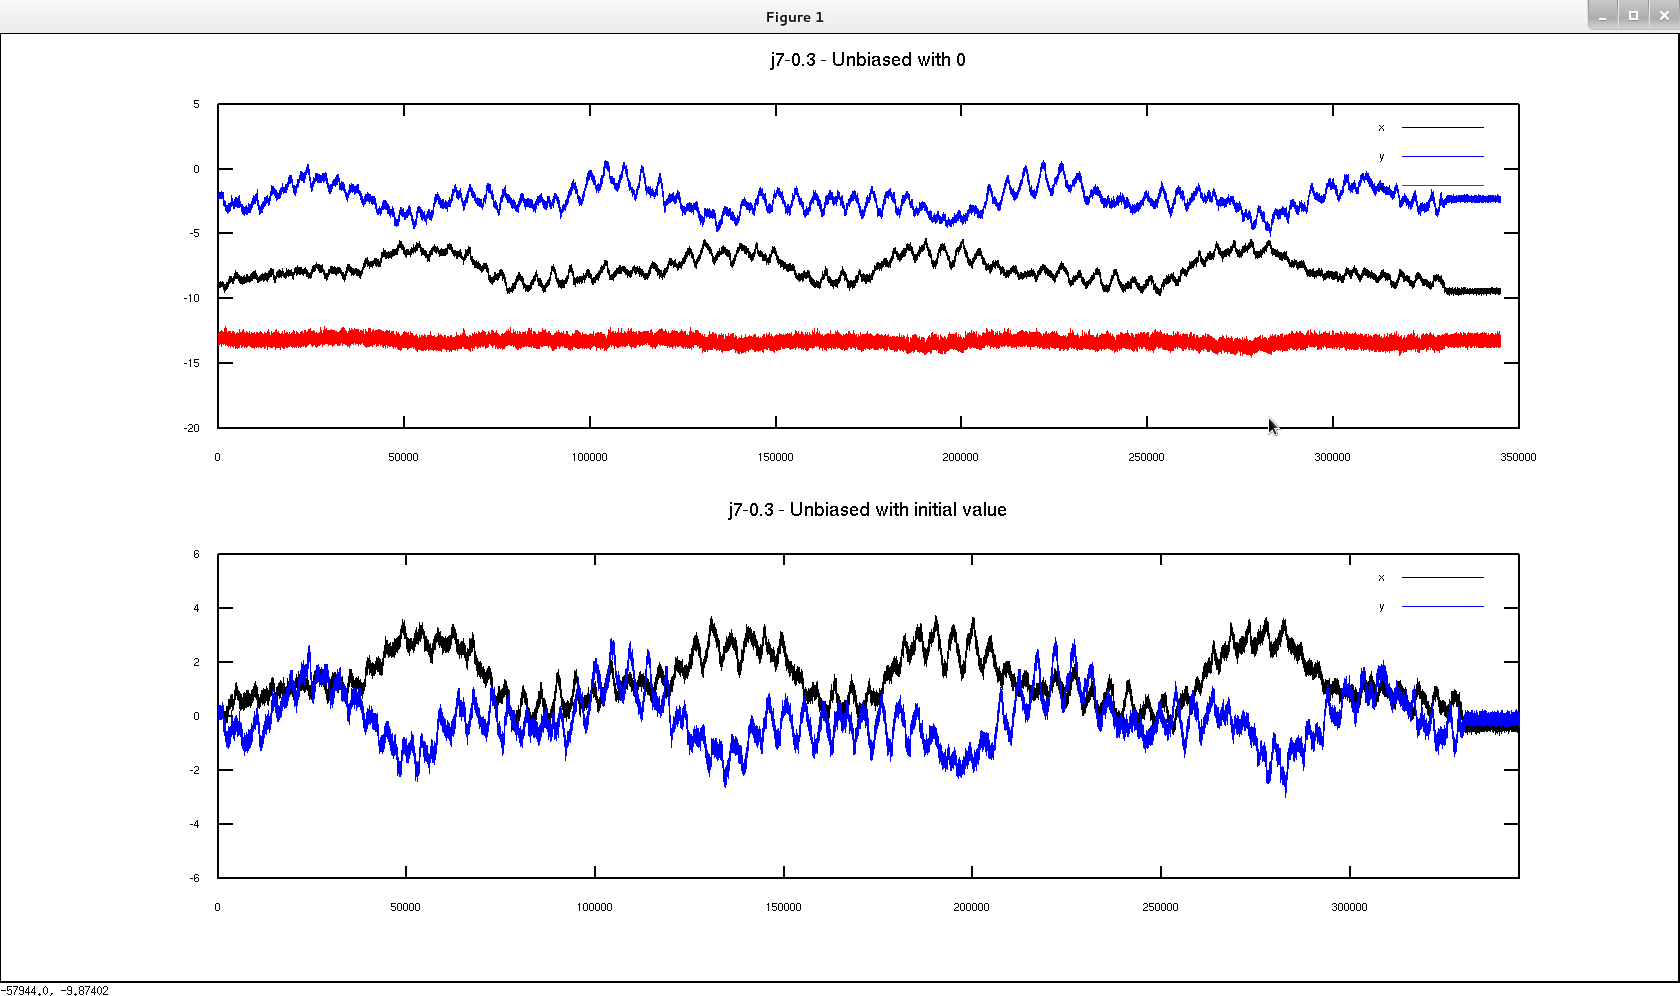 Figure 1
j7-0.3 - Unbiased with 0
5
0
-5
-10
-15
-20
x
y
0 50000 100000 150000 200000 250000 300000 350000
j7-0.3 - Unbiased with initial value
6
4
2
0
-2
-4
-6
x
y
0 50000 100000 150000 200000 250000 300000
-57944.0, -9.87402